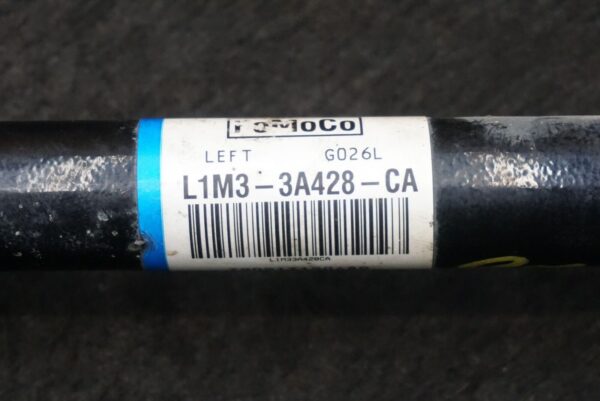 FoMoCo
LEFT G026L
L1M3-3A428-CA
L1M33A428CA